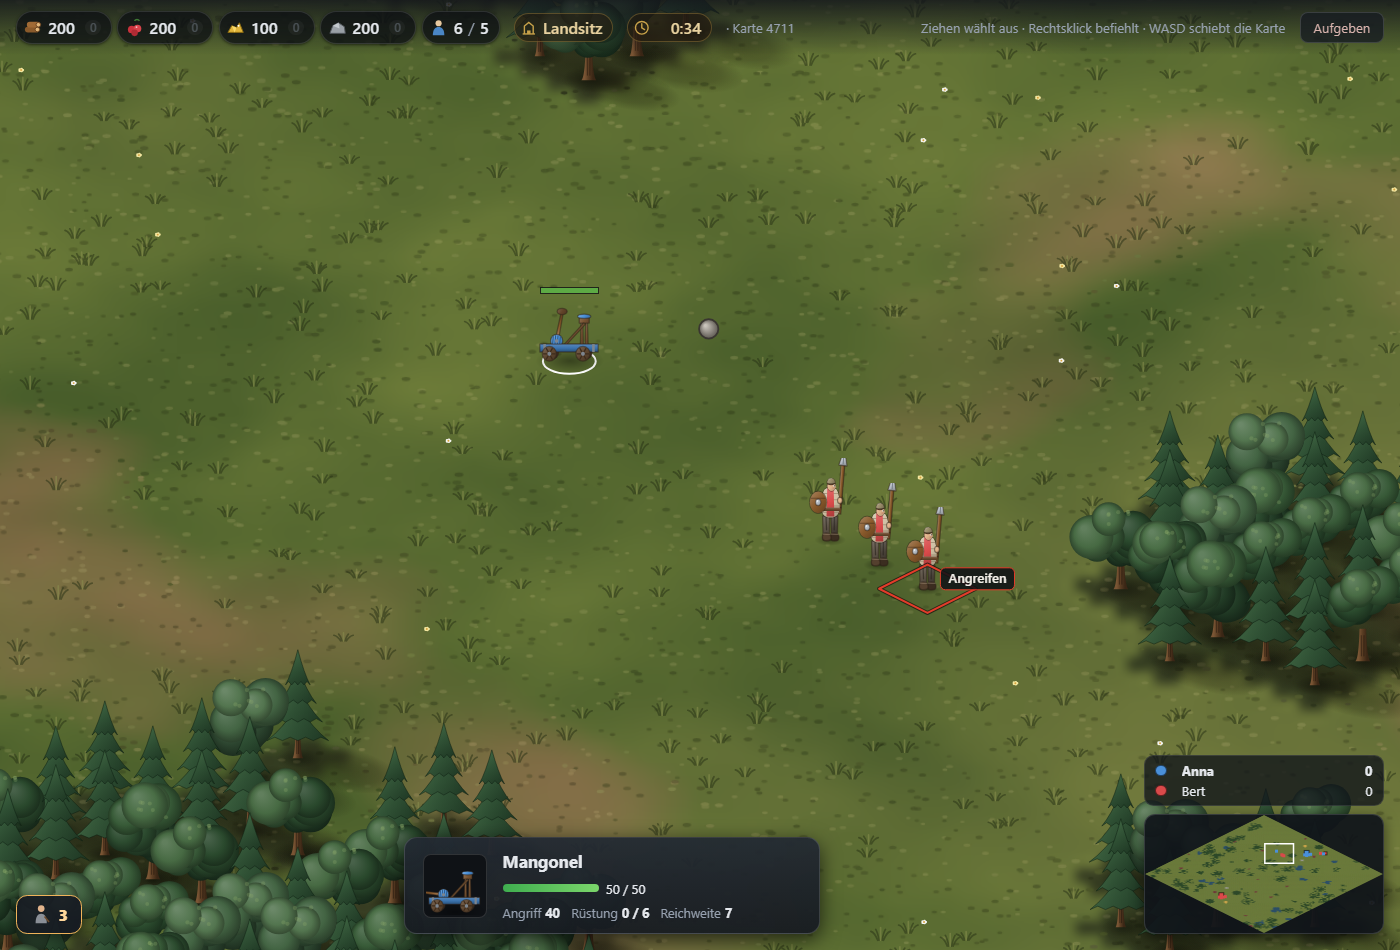 200 0 200 0 100 0 200 0 6 / 5 Landsitz 0:34 · Karte 4711 Ziehen wählt aus · Rechtsklick befiehlt · WASD schiebt die Karte Aufgeben
Angreifen
Anna 0
Bert 0
Mangonel
50 / 50
Angriff 40 Rüstung 0 / 6 Reichweite 7
3